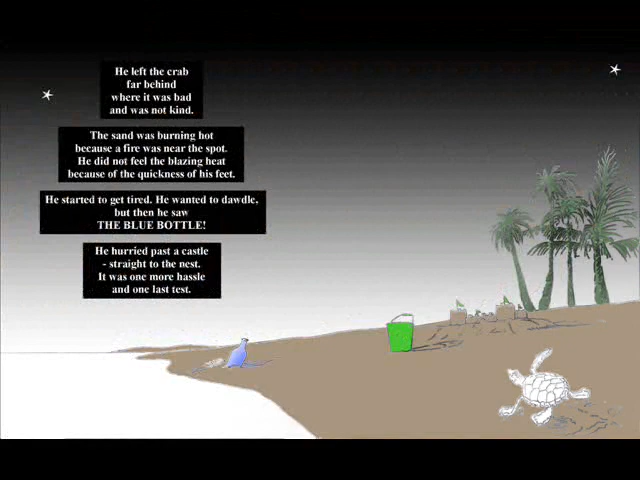 He left the crab
far behind
where it was bad
and was not kind.
The sand was burning hot
because a fire was near the spot.
He did not feel the blazing heat
because of the quickness of his feet.
He started to get tired. He wanted to dawdle,
but then he saw
THE BLUE BOTTLE!
He hurried past a castle
- straight to the nest.
It was one more hassle
and one last test.